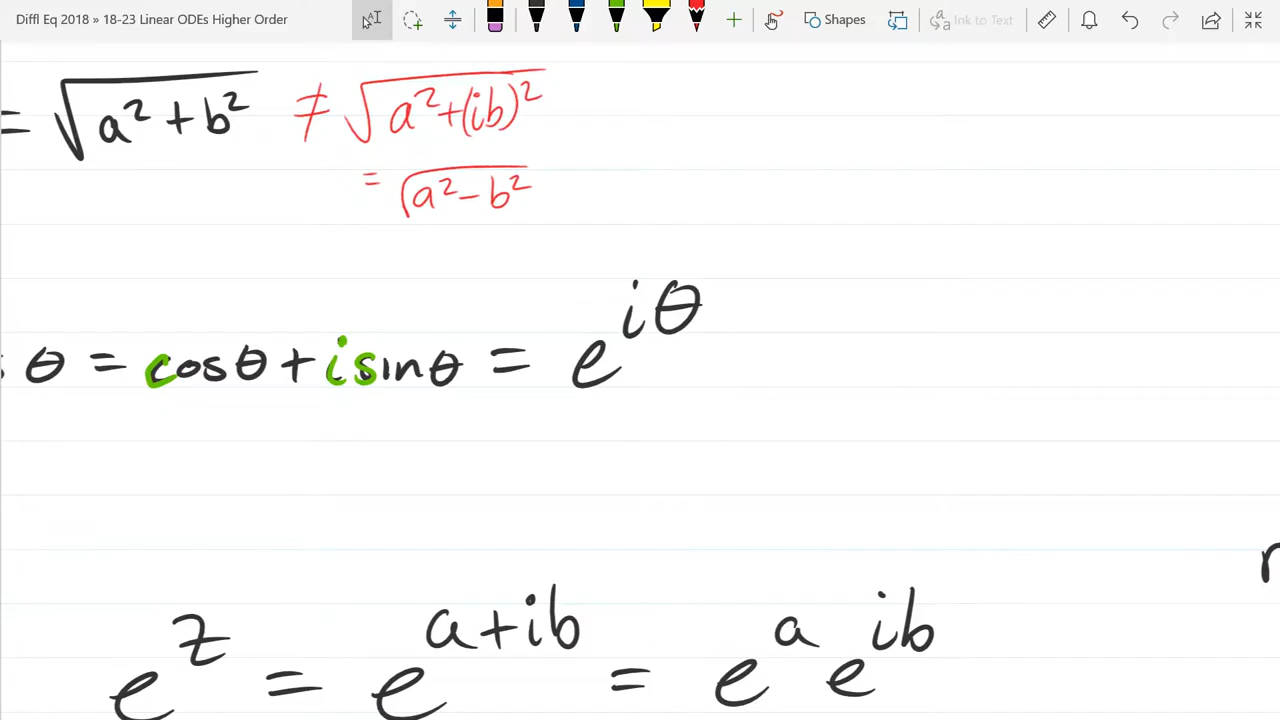 Diffl Eq 2018 » 18-23 Linear ODEs Higher Order Shapes Ink to Text
= √(a² + b²) ≠ √(a² + (ib)²)
= √(a² − b²)
θ = cosθ + isinθ = e^{iθ}
e^z = e^{a+ib} = e^a e^{ib}